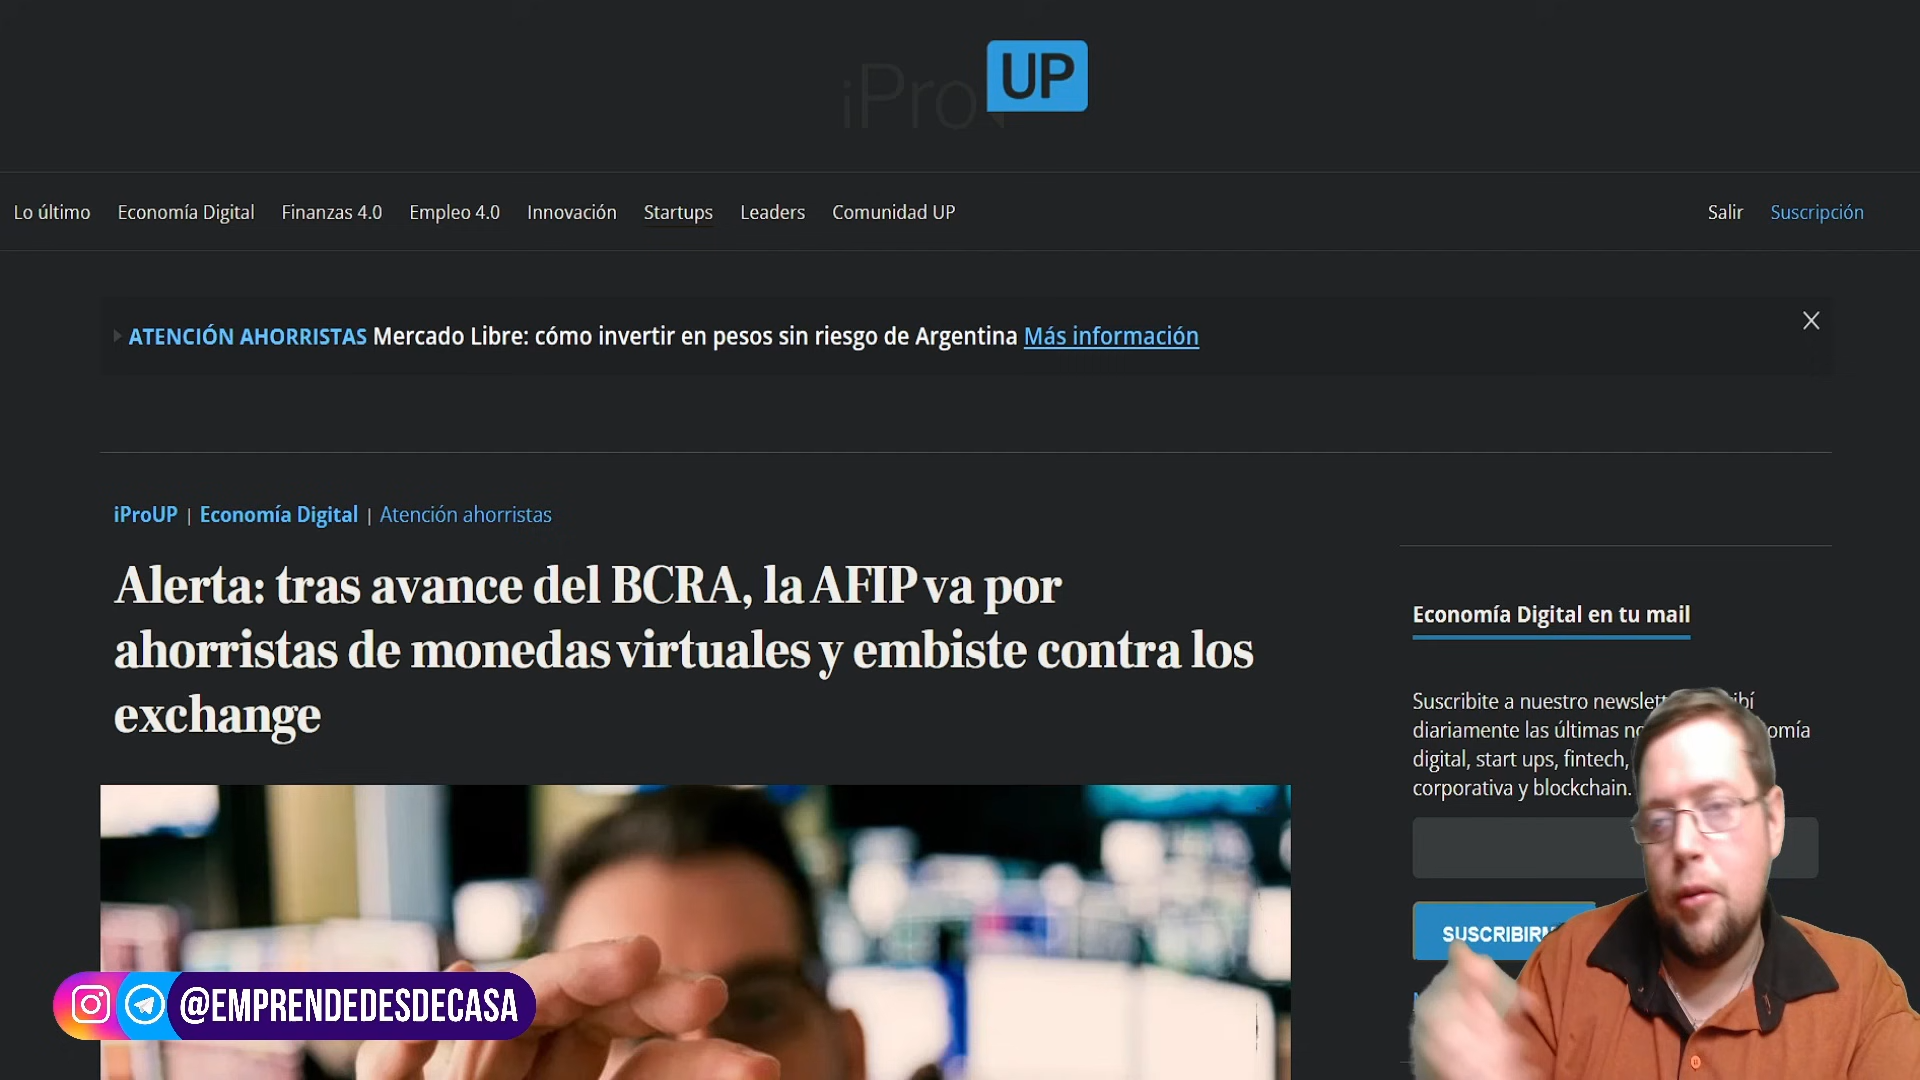 iPro UP
Lo último Economía Digital Finanzas 4.0 Empleo 4.0 Innovación Startups Leaders Comunidad UP Salir Suscripción
ATENCIÓN AHORRISTAS Mercado Libre: cómo invertir en pesos sin riesgo de Argentina Más información
iProUP | Economía Digital | Atención ahorristas
Alerta: tras avance del BCRA, la AFIP va por
ahorristas de monedas virtuales y embiste contra los
exchange
Economía Digital en tu mail
Suscribite a nuestro
diariamente las últimas
digital, start ups, fintech,
corporativa y blockchain.
@EMPRENDEDESDECASA